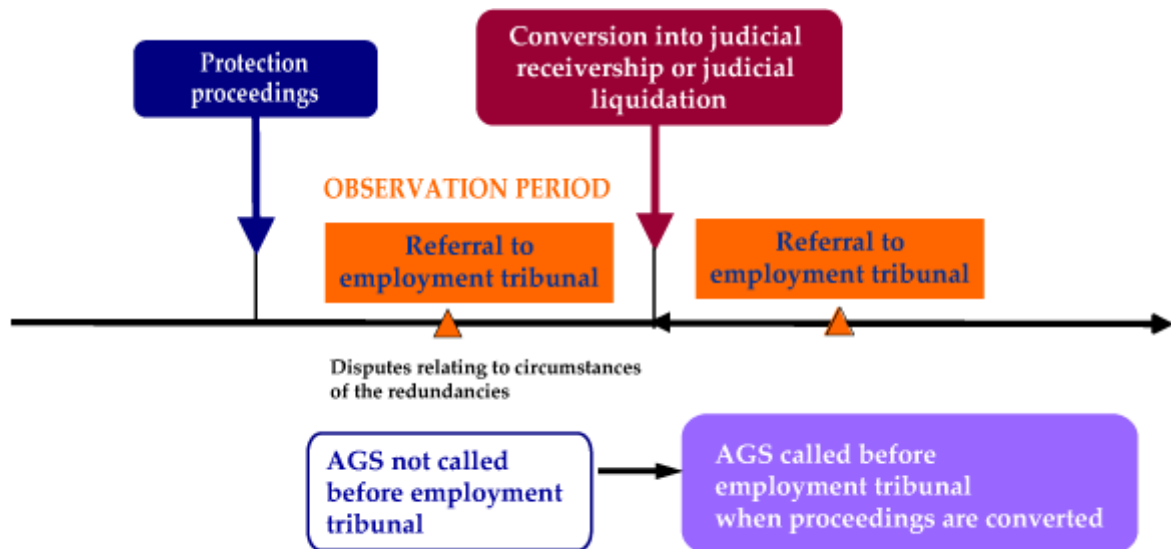 Protection
proceedings
Conversion into judicial
receivership or judicial
liquidation
OBSERVATION PERIOD
Referral to
employment tribunal
Referral to
employment tribunal
Disputes relating to circumstances
of the redundancies
AGS not called
before employment
tribunal
AGS called before
employment tribunal
when proceedings are converted